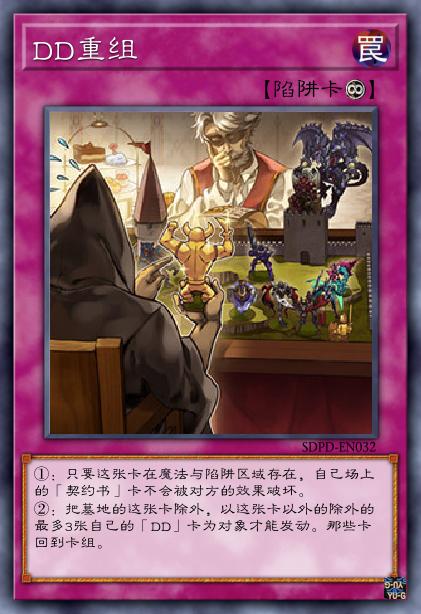 DD重组
罠
【陷阱卡♾】
SDPD-EN032
①：只要这张卡在魔法与陷阱区域存在，自己场上
的「契约书」卡不会被对方的效果破坏。
②：把墓地的这张卡除外，以这张卡以外的除外的
最多3张自己的「DD」卡为对象才能发动。那些卡
回到卡组。